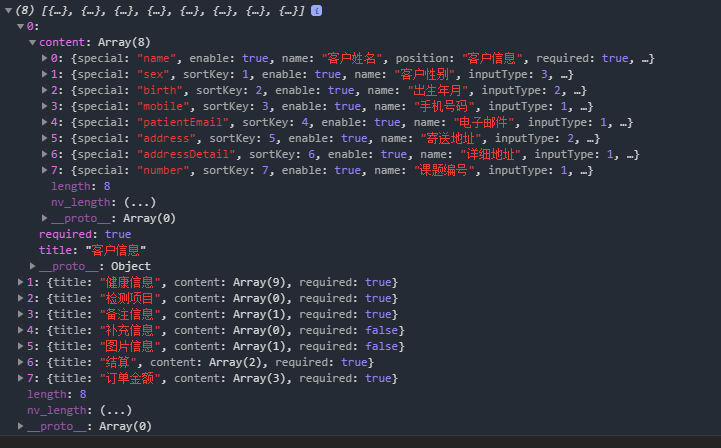 (8) [{…}, {…}, {…}, {…}, {…}, {…}, {…}, {…}] i
0:
content: Array(8)
0: {special: "name", enable: true, name: "客户姓名", position: "客户信息", required: true, …}
1: {special: "sex", sortKey: 1, enable: true, name: "客户性别", inputType: 3, …}
2: {special: "birth", sortKey: 2, enable: true, name: "出生年月", inputType: 2, …}
3: {special: "mobile", sortKey: 3, enable: true, name: "手机号码", inputType: 1, …}
4: {special: "patientEmail", sortKey: 4, enable: true, name: "电子邮件", inputType: 1, …}
5: {special: "address", sortKey: 5, enable: true, name: "寄送地址", inputType: 2, …}
6: {special: "addressDetail", sortKey: 6, enable: true, name: "详细地址", inputType: 1, …}
7: {special: "number", sortKey: 7, enable: true, name: "课题编号", inputType: 1, …}
length: 8
nv_length: (...)
__proto__: Array(0)
required: true
title: "客户信息"
__proto__: Object
1: {title: "健康信息", content: Array(9), required: true}
2: {title: "检测项目", content: Array(0), required: true}
3: {title: "备注信息", content: Array(1), required: true}
4: {title: "补充信息", content: Array(0), required: false}
5: {title: "图片信息", content: Array(1), required: false}
6: {title: "结算", content: Array(2), required: true}
7: {title: "订单金额", content: Array(3), required: true}
length: 8
nv_length: (...)
__proto__: Array(0)